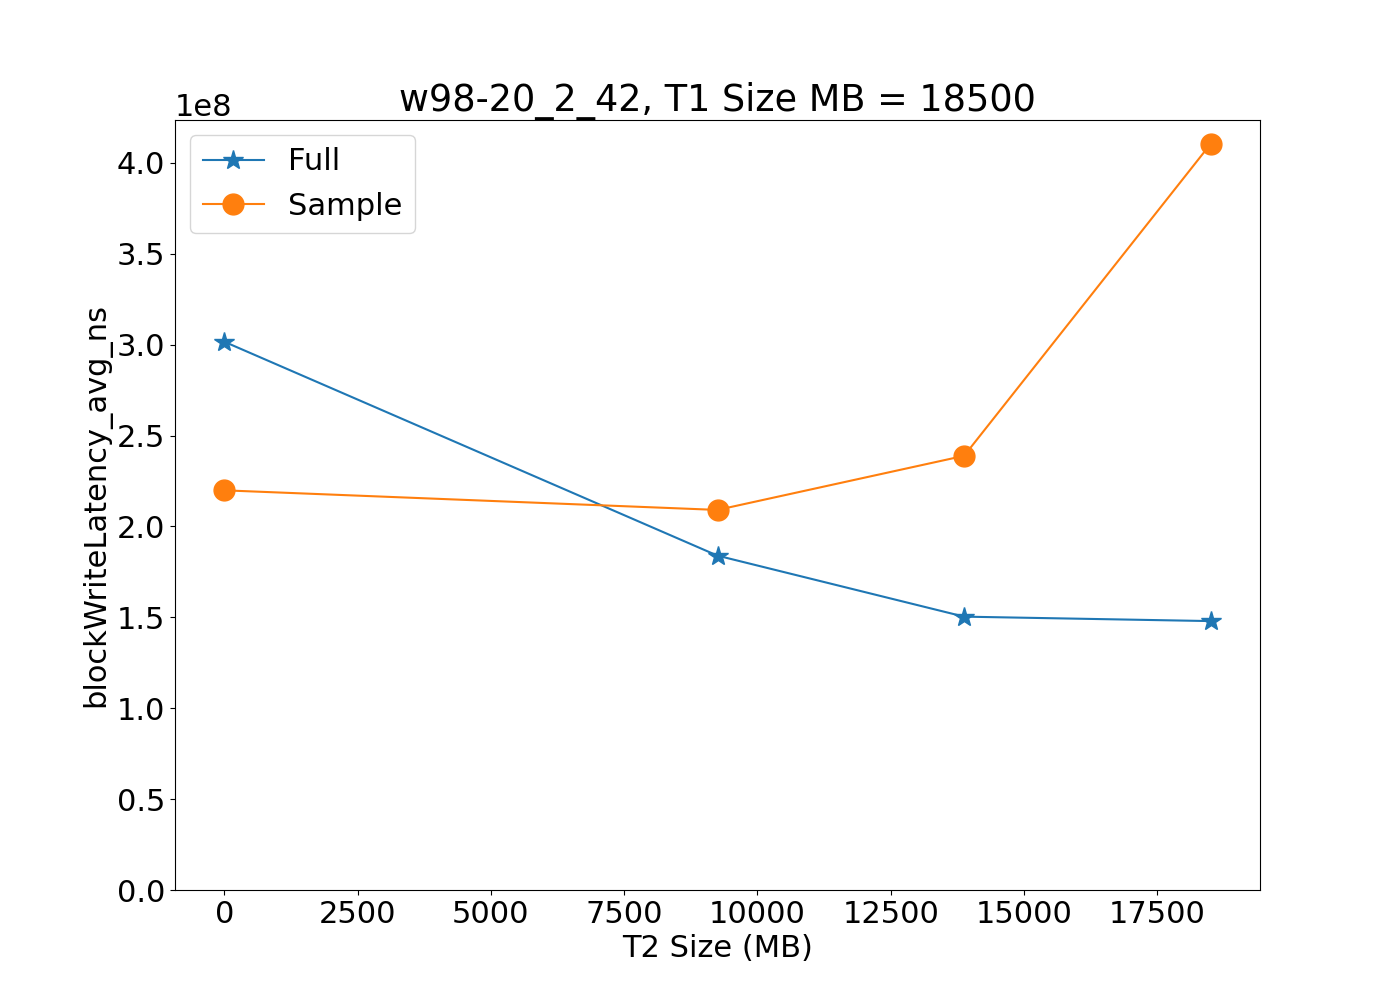 w98-20_2_42, T1 Size MB = 18500
1e8
Full
Sample
4.0
3.5
3.0
2.5
2.0
1.5
1.0
0.5
0.0
blockWriteLatency_avg_ns
0 2500 5000 7500 10000 12500 15000 17500
T2 Size (MB)